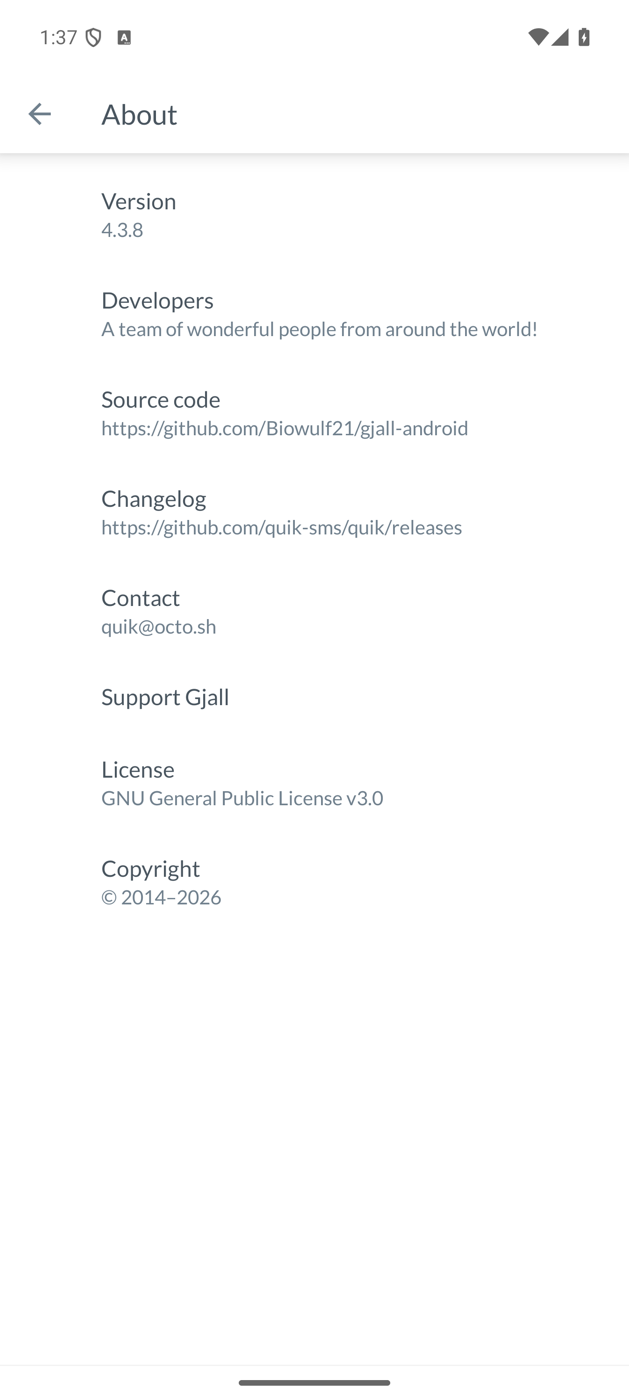 1:37
A
About
Version
4.3.8
Developers
A team of wonderful people from around the world!
Source code
https://github.com/Biowulf21/gjall-android
Changelog
https://github.com/quik-sms/quik/releases
Contact
quik@octo.sh
Support Gjall
License
GNU General Public License v3.0
Copyright
© 2014–2026